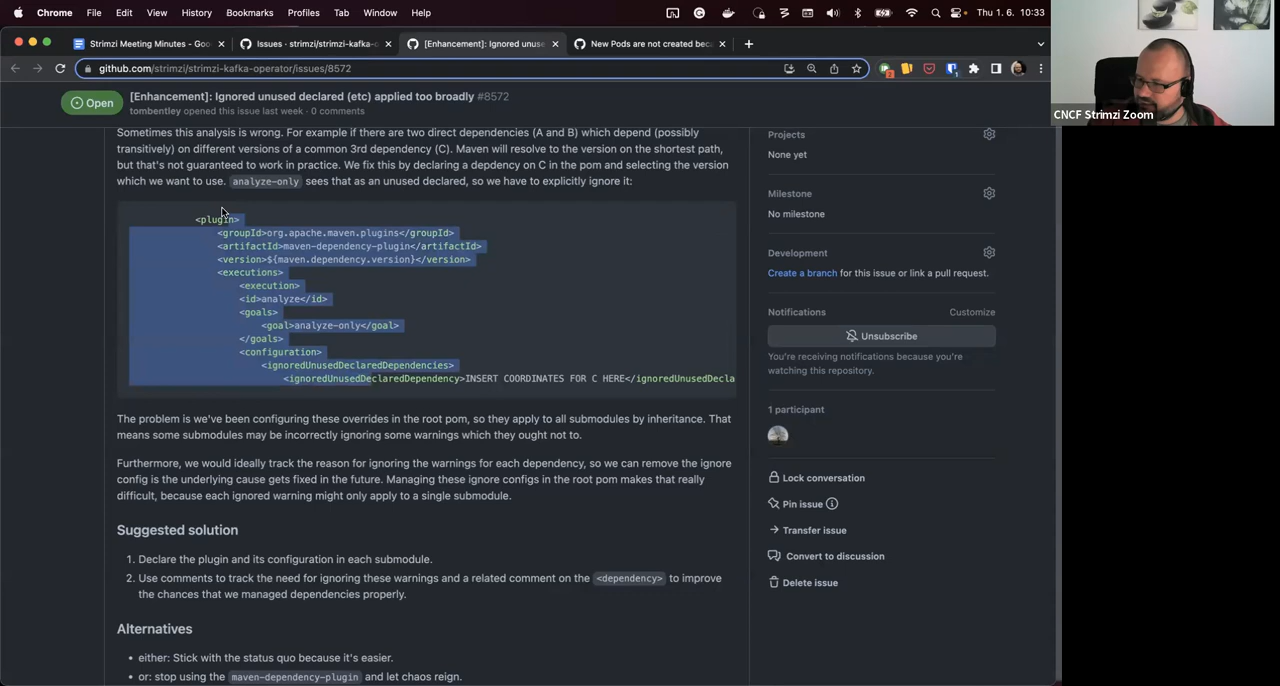 Chrome File Edit View History Bookmarks Profiles Tab Window Help Thu 1. 6. 10:33
Strimzi Meeting Minutes - Goo Issues · strimzi/strimzi-kafka-o [Enhancement]: Ignored unuse New Pods are not created beca
github.com/strimzi/strimzi-kafka-operator/issues/8572
CNCF Strimzi Zoom
Open
[Enhancement]: Ignored unused declared (etc) applied too broadly #8572
tombentley opened this issue last week · 0 comments
Sometimes this analysis is wrong. For example if there are two direct dependencies (A and B) which depend (possibly
transitively) on different versions of a common 3rd dependency (C). Maven will resolve to the version on the shortest path,
but that's not guaranteed to work in practice. We fix this by declaring a depdency on C in the pom and selecting the version
which we want to use. analyze-only sees that as an unused declared, so we have to explicitly ignore it:
<plugin>
<groupId>org.apache.maven.plugins</groupId>
<artifactId>maven-dependency-plugin</artifactId>
<version>${maven.dependency.version}</version>
<executions>
<execution>
<id>analyze</id>
<goals>
<goal>analyze-only</goal>
</goals>
<configuration>
<ignoredUnusedDeclaredDependencies>
<ignoredUnusedDeclaredDependency>INSERT COORDINATES FOR C HERE</ignoredUnusedDecla
The problem is we've been configuring these overrides in the root pom, so they apply to all submodules by inheritance. That
means some submodules may be incorrectly ignoring some warnings which they ought not to.
Furthermore, we would ideally track the reason for ignoring the warnings for each dependency, so we can remove the ignore
config is the underlying cause gets fixed in the future. Managing these ignore configs in the root pom makes that really
difficult, because each ignored warning might only apply to a single submodule.
Suggested solution
1. Declare the plugin and its configuration in each submodule.
2. Use comments to track the need for ignoring these warnings and a related comment on the <dependency> to improve
the chances that we managed dependencies properly.
Alternatives
• either: Stick with the status quo because it's easier.
• or: stop using the maven-dependency-plugin and let chaos reign.
Projects
None yet
Milestone
No milestone
Development
Create a branch for this issue or link a pull request.
Notifications Customize
Unsubscribe
You're receiving notifications because you're
watching this repository.
1 participant
Lock conversation
Pin issue
Transfer issue
Convert to discussion
Delete issue